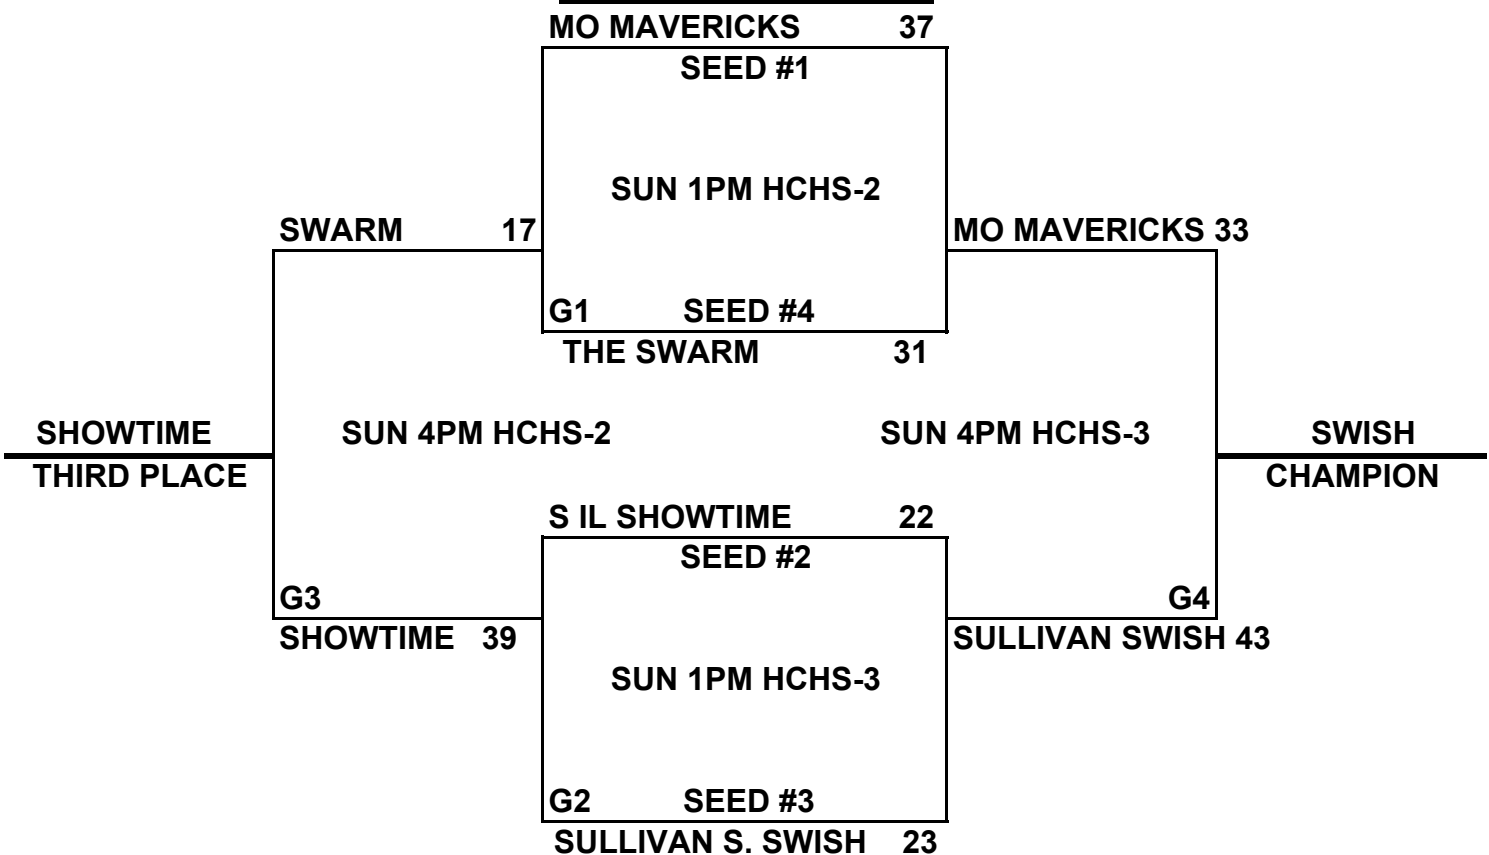 MO MAVERICKS 37
SEED #1
SUN 1PM HCHS-2
SWARM 17
MO MAVERICKS 33
G1 SEED #4
THE SWARM 31
SHOWTIME
SUN 4PM HCHS-2
SUN 4PM HCHS-3
SWISH
THIRD PLACE
CHAMPION
S IL SHOWTIME 22
SEED #2
G3
G4
SHOWTIME 39
SULLIVAN SWISH 43
SUN 1PM HCHS-3
G2 SEED #3
SULLIVAN S. SWISH 23